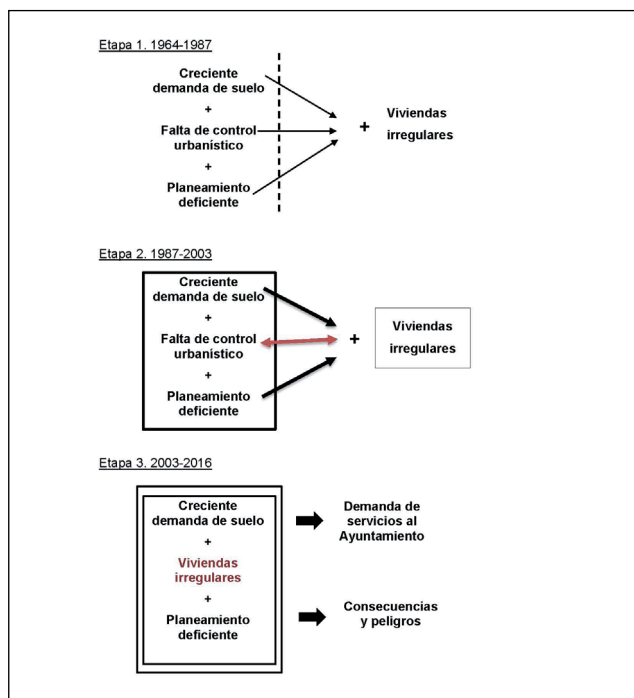 Etapa 1. 1964-1987
Creciente
demanda de suelo
+
Falta de control
urbanístico
+
Planeamiento
deficiente
+
Viviendas
irregulares
Etapa 2. 1987-2003
Creciente
demanda de suelo
+
Falta de control
urbanístico
+
Planeamiento
deficiente
+
Viviendas
irregulares
Etapa 3. 2003-2016
Creciente
demanda de suelo
+
Viviendas
irregulares
+
Planeamiento
deficiente
Demanda de
servicios al
Ayuntamiento
Consecuencias
y peligros